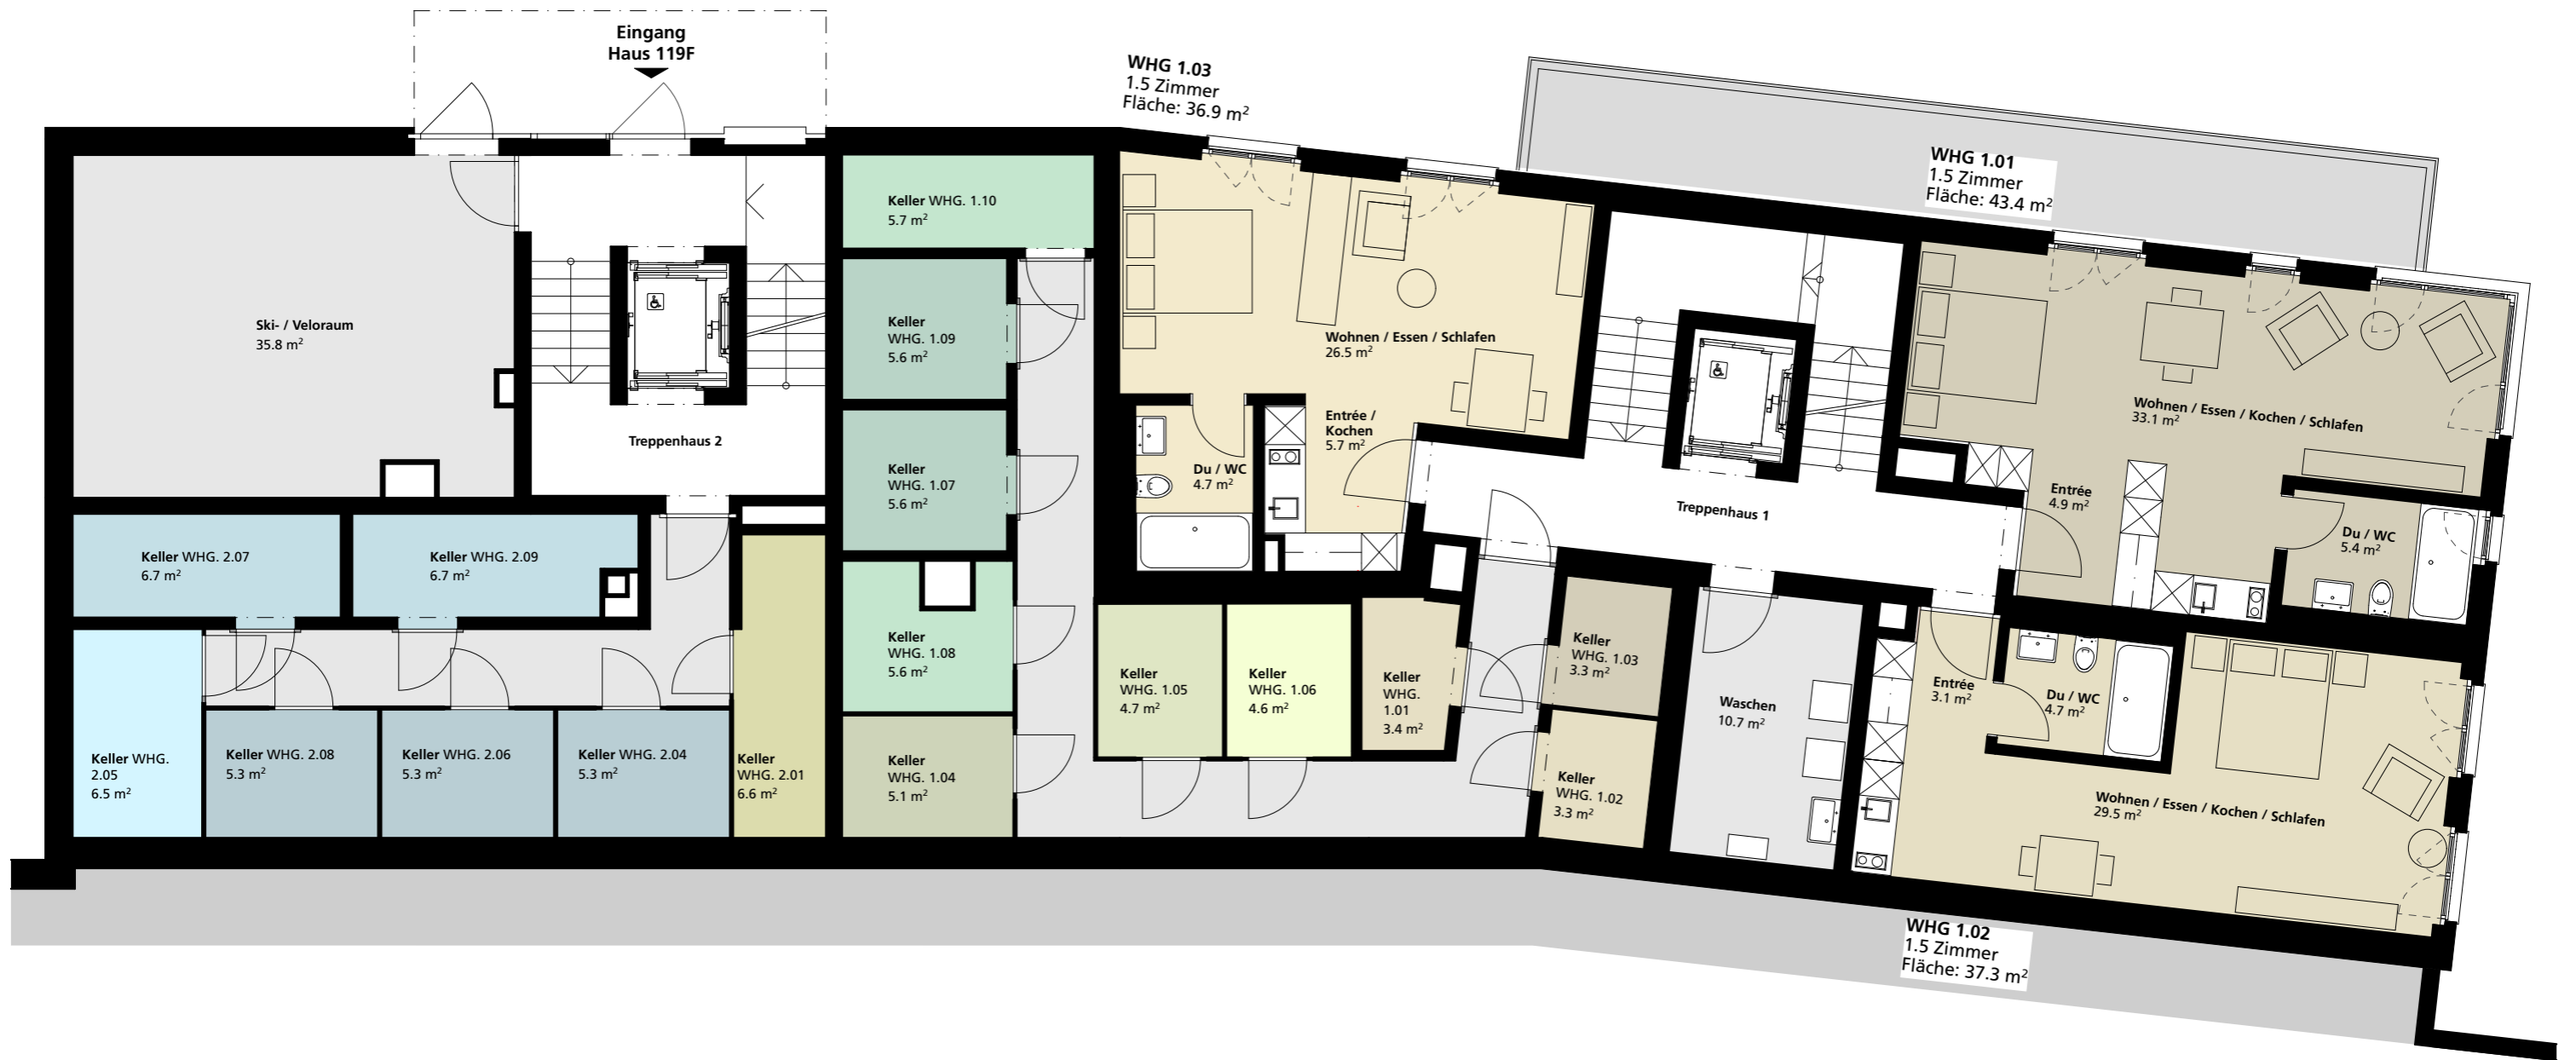 Eingang
Haus 119F
WHG 1.03
1.5 Zimmer
Fläche: 36.9 m²
WHG 1.01
1.5 Zimmer
Fläche: 43.4 m²
Keller WHG. 1.10
5.7 m²
Ski- / Veloraum
35.8 m²
Keller
WHG. 1.09
5.6 m²
Wohnen / Essen / Schlafen
26.5 m²
Wohnen / Essen / Kochen / Schlafen
33.1 m²
Treppenhaus 2
Entrée /
Kochen
5.7 m²
Keller
WHG. 1.07
5.6 m²
Du / WC
4.7 m²
Treppenhaus 1
Entrée
4.9 m²
Du / WC
5.4 m²
Keller WHG. 2.07
6.7 m²
Keller WHG. 2.09
6.7 m²
Keller
WHG. 1.08
5.6 m²
Keller
WHG. 1.05
4.7 m²
Keller
WHG. 1.06
4.6 m²
Keller
WHG.
1.01
3.4 m²
Keller
WHG. 1.03
3.3 m²
Waschen
10.7 m²
Entrée
3.1 m²
Du / WC
4.7 m²
Keller WHG.
2.05
6.5 m²
Keller WHG. 2.08
5.3 m²
Keller WHG. 2.06
5.3 m²
Keller WHG. 2.04
5.3 m²
Keller
WHG. 2.01
6.6 m²
Keller
WHG. 1.04
5.1 m²
Keller
WHG. 1.02
3.3 m²
Wohnen / Essen / Kochen / Schlafen
29.5 m²
WHG 1.02
1.5 Zimmer
Fläche: 37.3 m²